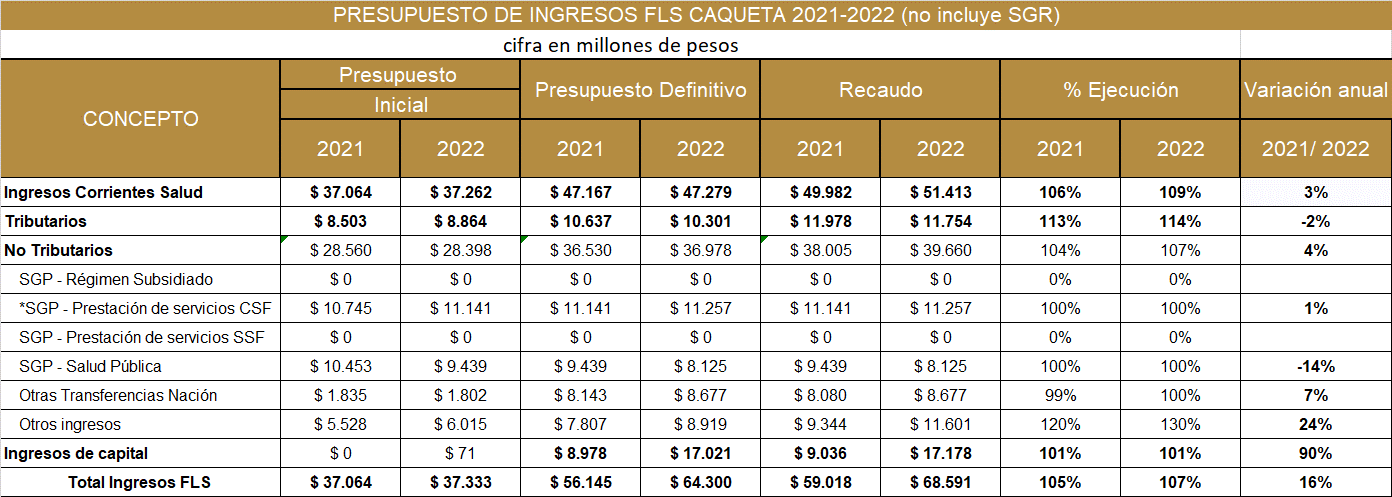 PRESUPUESTO DE INGRESOS FLS CAQUETA 2021-2022 (no incluye SGR)
cifra en millones de pesos
CONCEPTO Presupuesto Inicial Presupuesto Definitivo Recaudo % Ejecución Variación anual
2021 2022 2021 2022 2021 2022 2021 2022 2021/ 2022
Ingresos Corrientes Salud $ 37.064 $ 37.262 $ 47.167 $ 47.279 $ 49.982 $ 51.413 106% 109% 3%
Tributarios $ 8.503 $ 8.864 $ 10.637 $ 10.301 $ 11.978 $ 11.754 113% 114% -2%
No Tributarios $ 28.560 $ 28.398 $ 36.530 $ 36.978 $ 38.005 $ 39.660 104% 107% 4%
SGP - Régimen Subsidiado $ 0 $ 0 $ 0 $ 0 $ 0 $ 0 0% 0%
*SGP - Prestación de servicios CSF $ 10.745 $ 11.141 $ 11.141 $ 11.257 $ 11.141 $ 11.257 100% 100% 1%
SGP - Prestación de servicios SSF $ 0 $ 0 $ 0 $ 0 $ 0 $ 0 0% 0%
SGP - Salud Pública $ 10.453 $ 9.439 $ 9.439 $ 8.125 $ 9.439 $ 8.125 100% 100% -14%
Otras Transferencias Nación $ 1.835 $ 1.802 $ 8.143 $ 8.677 $ 8.080 $ 8.677 99% 100% 7%
Otros ingresos $ 5.528 $ 6.015 $ 7.807 $ 8.919 $ 9.344 $ 11.601 120% 130% 24%
Ingresos de capital $ 0 $ 71 $ 8.978 $ 17.021 $ 9.036 $ 17.178 101% 101% 90%
Total Ingresos FLS $ 37.064 $ 37.333 $ 56.145 $ 64.300 $ 59.018 $ 68.591 105% 107% 16%